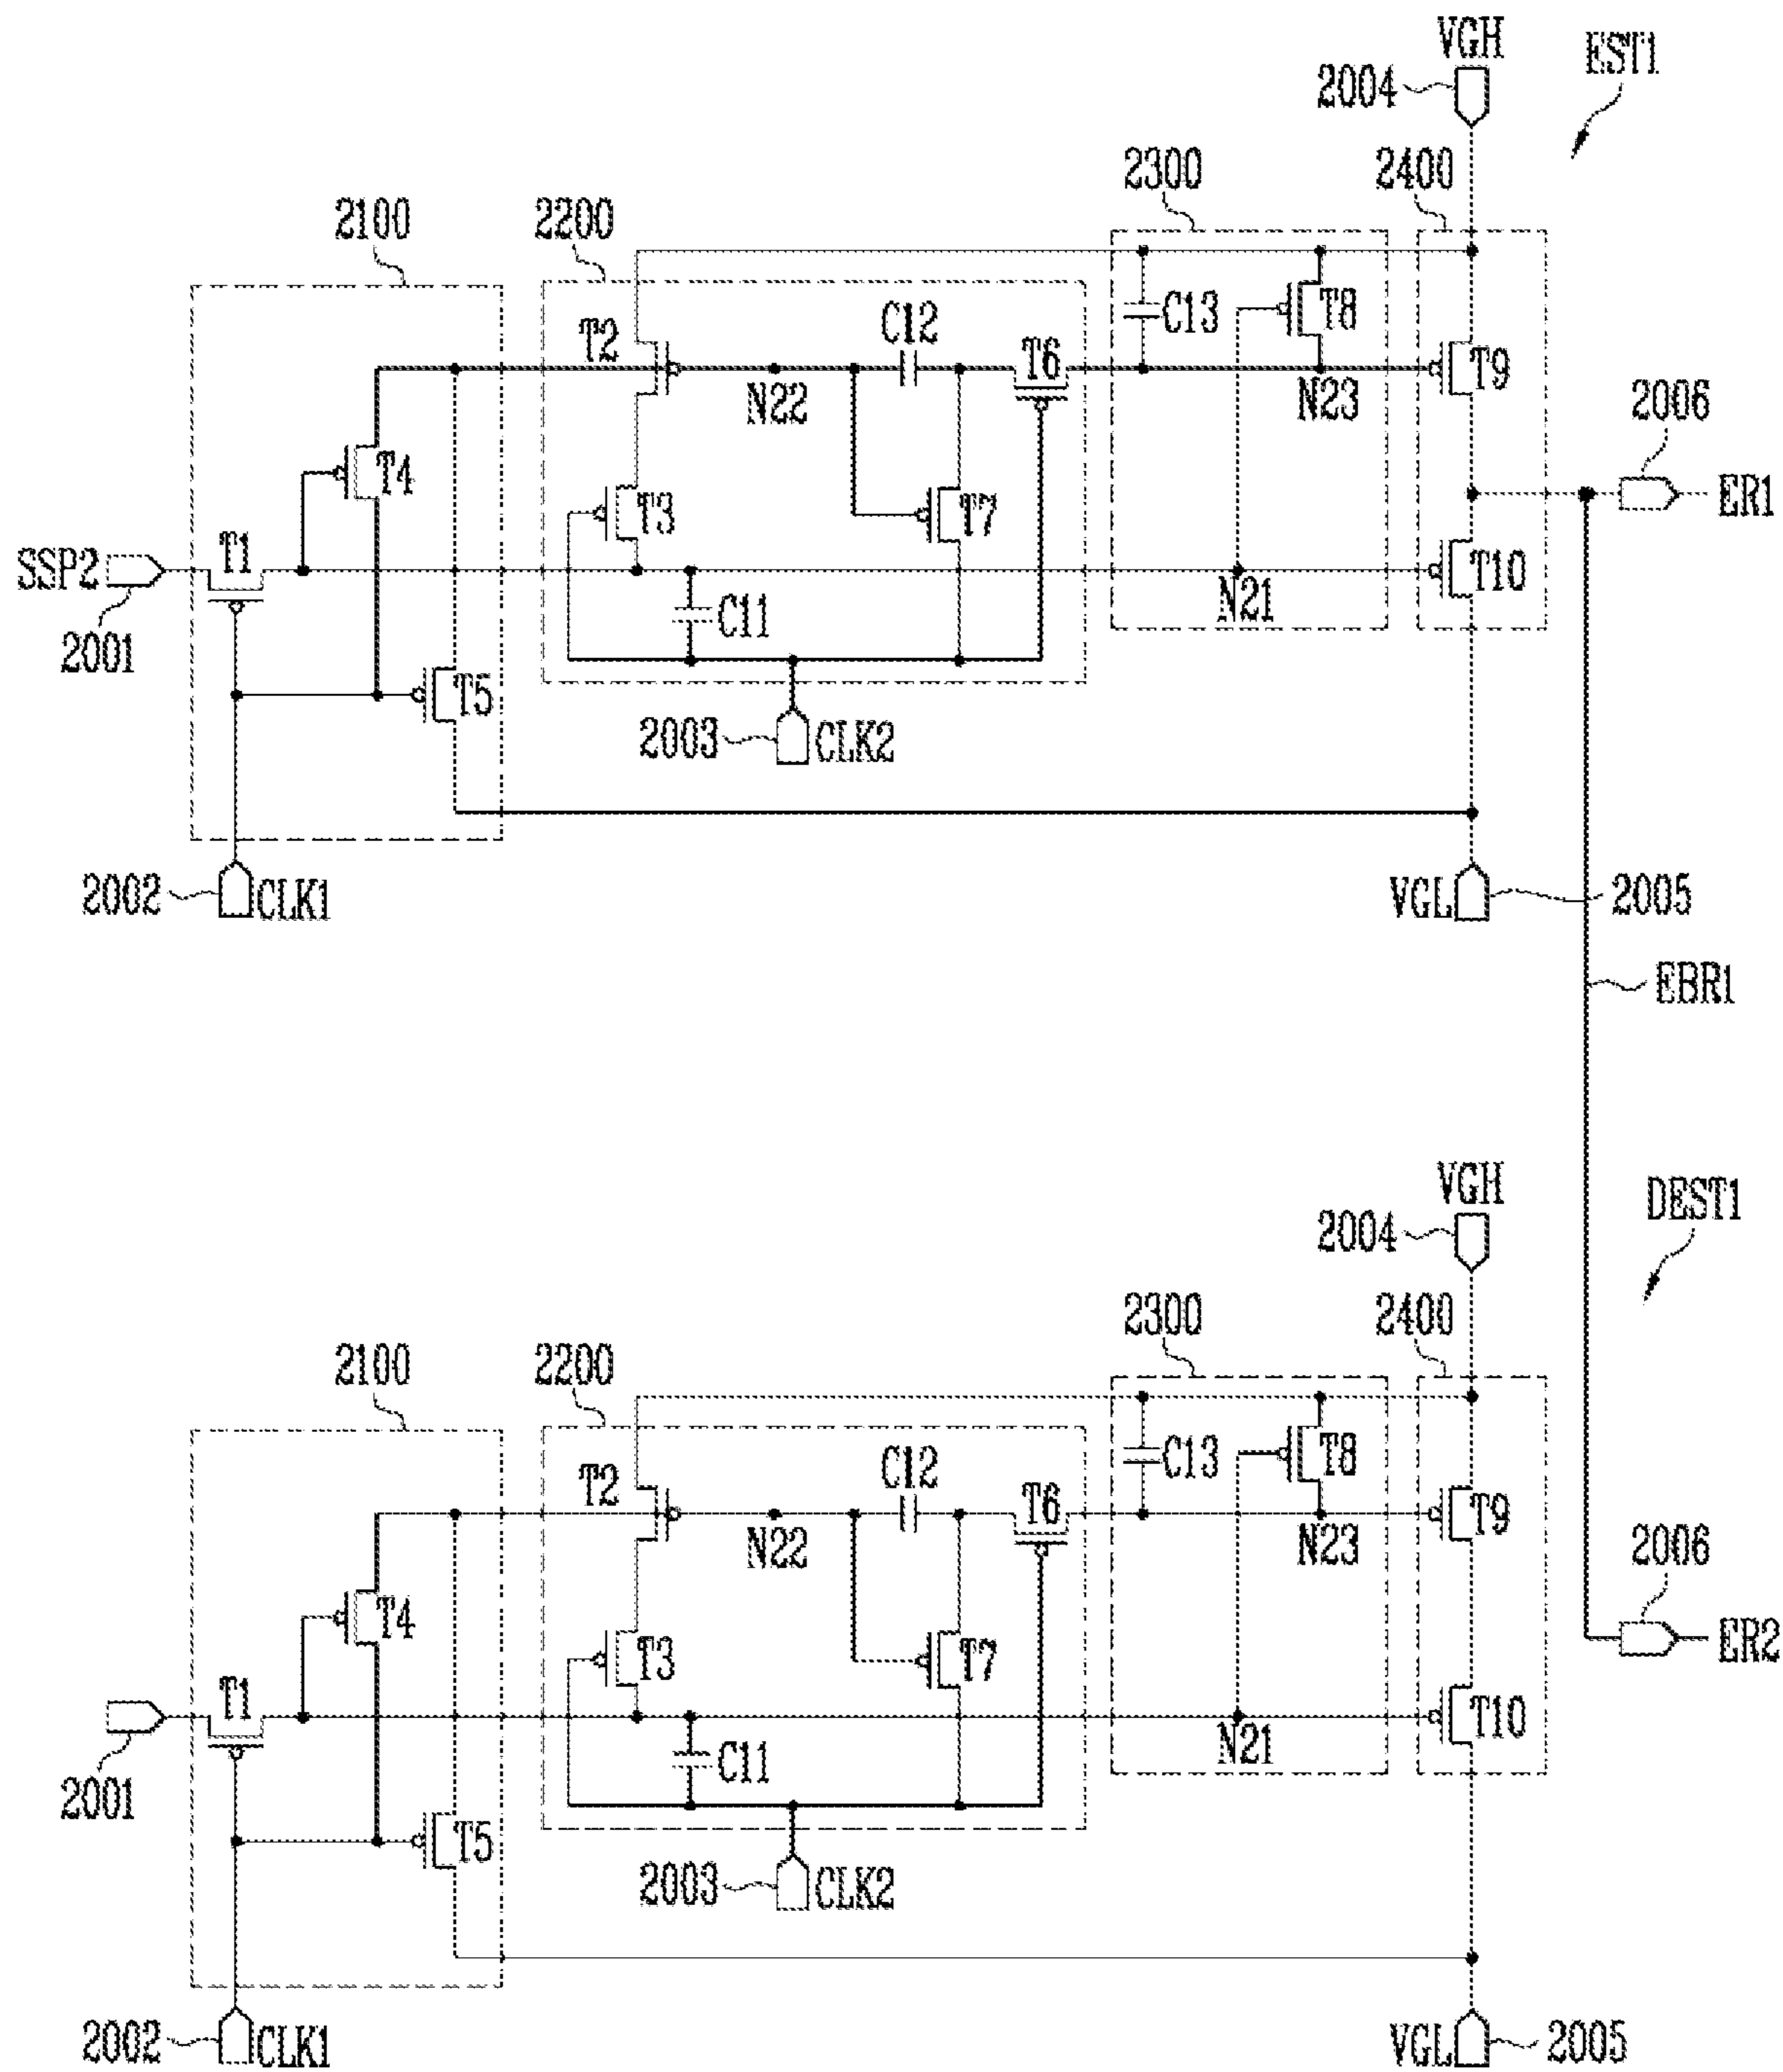 VGH
EST1
2004
2300
2400
2100
2200
C13
T8
C12
T2
T6
T9
N22
N23
2006
T4
T3
T7
ER1
SSP2
T1
T10
N21
C11
2001
T5
2003
CLK2
2002
CLK1
VGL
2005
EBR1
VGH
DEST1
2004
2300
2400
2100
2200
C13
T8
C12
T2
T6
T9
N22
N23
2006
T4
T3
T7
ER2
T1
T10
N21
C11
2001
T5
2003
CLK2
2002
CLK1
VGL
2005